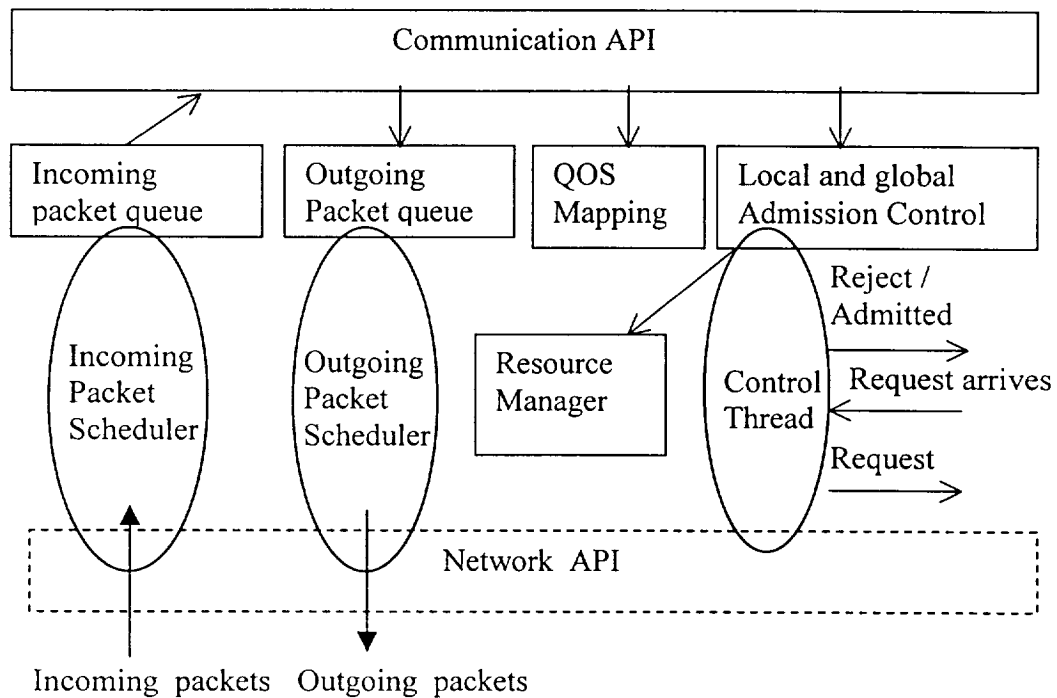 Communication API
Incoming
packet queue
Outgoing
Packet queue
QOS
Mapping
Local and global
Admission Control
Reject /
Admitted
Incoming
Packet
Scheduler
Outgoing
Packet
Scheduler
Resource
Manager
Control
Thread
Request arrives
Request
Network API
Incoming packets
Outgoing packets